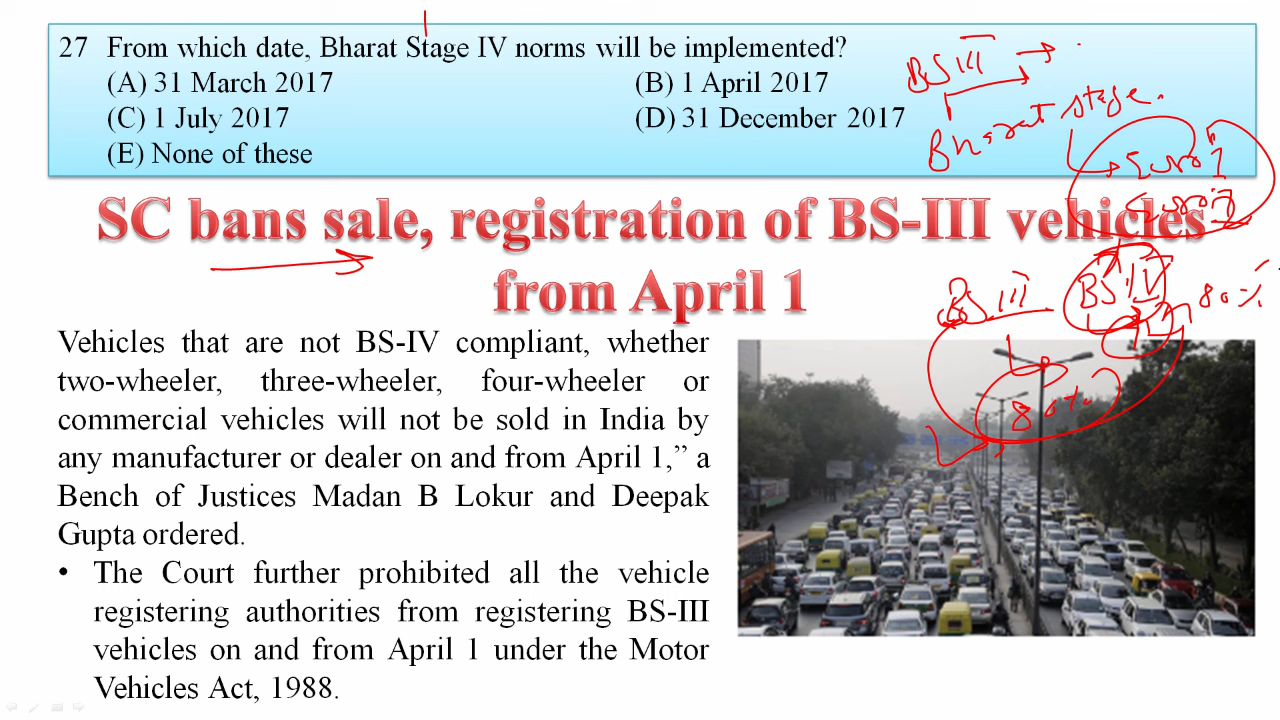 27 From which date, Bharat Stage IV norms will be implemented?
(A) 31 March 2017 (B) 1 April 2017
(C) 1 July 2017 (D) 31 December 2017
(E) None of these
BS III
Bharat stage.
Euro I
Euro II
SC bans sale, registration of BS-III vehicles
from April 1
BS III BS IV 80%
80%
Vehicles that are not BS-IV compliant, whether
two-wheeler, three-wheeler, four-wheeler or
commercial vehicles will not be sold in India by
any manufacturer or dealer on and from April 1,” a
Bench of Justices Madan B Lokur and Deepak
Gupta ordered.
• The Court further prohibited all the vehicle
registering authorities from registering BS-III
vehicles on and from April 1 under the Motor
Vehicles Act, 1988.